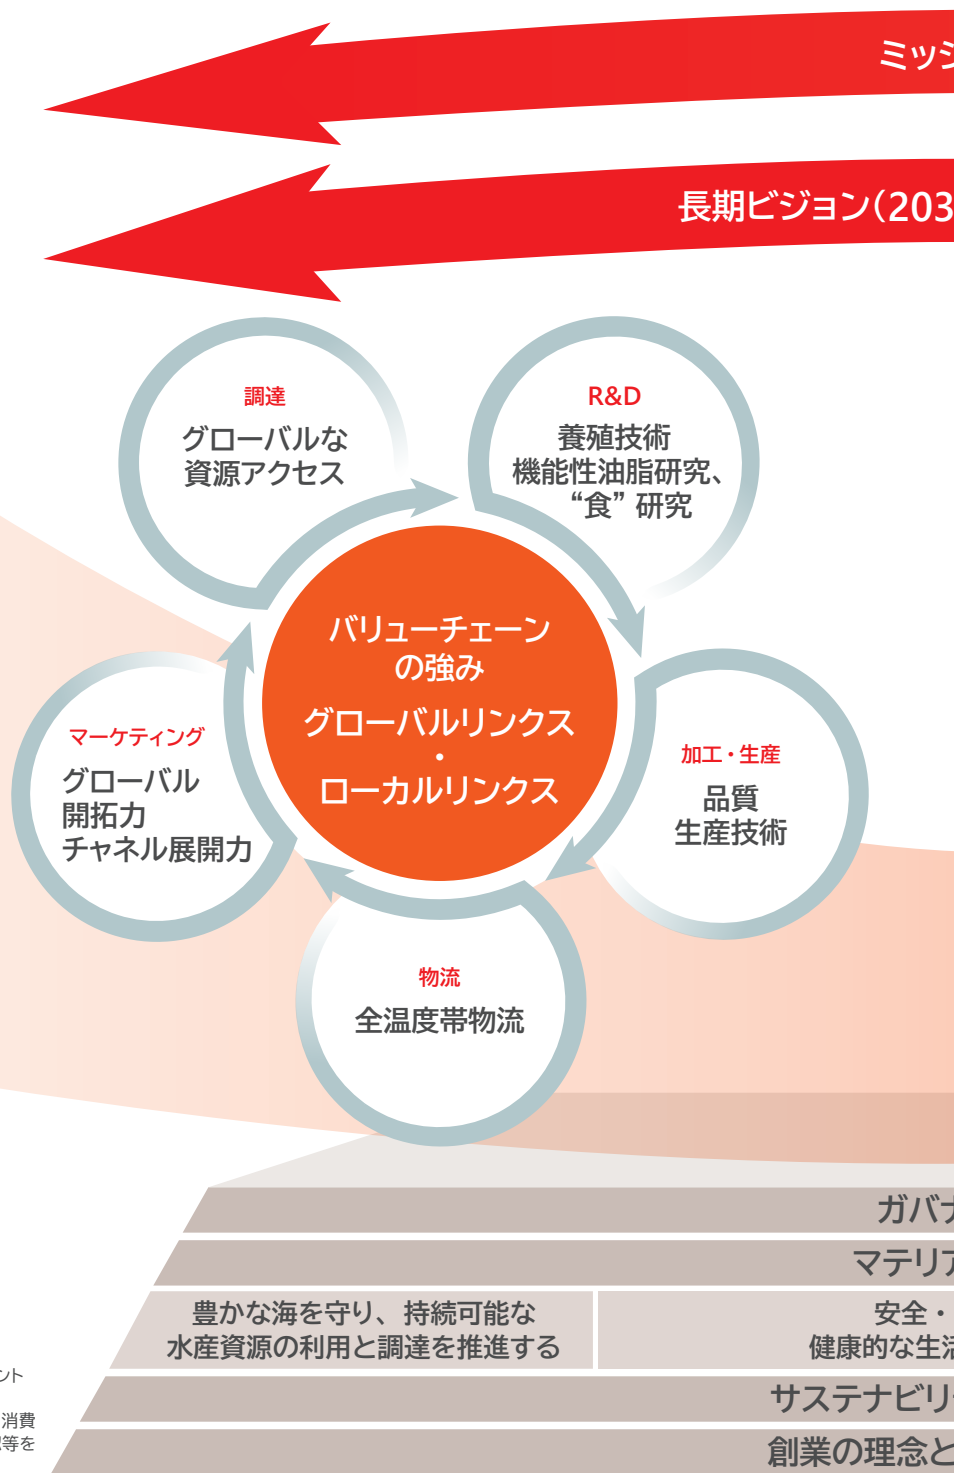 ミッシ
長期ビジョン（203
調達
グローバルな
資源アクセス
R&D
養殖技術
機能性油脂研究、
“食” 研究
バリューチェーン
の強み
グローバルリンクス
・
ローカルリンクス
マーケティング
グローバル
開拓力
チャネル展開力
加工・生産
品質
生産技術
物流
全温度帯物流
ガバナ
マテリア
豊かな海を守り、持続可能な
水産資源の利用と調達を推進する
安全・
健康的な生活
サステナビリ
創業の理念と
ント
消費
等を